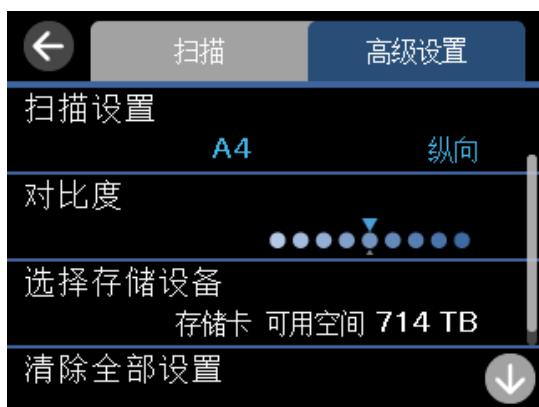 扫描 高级设置
扫描设置
A4 纵向
对比度
选择存储设备
存储卡 可用空间 714 TB
清除全部设置